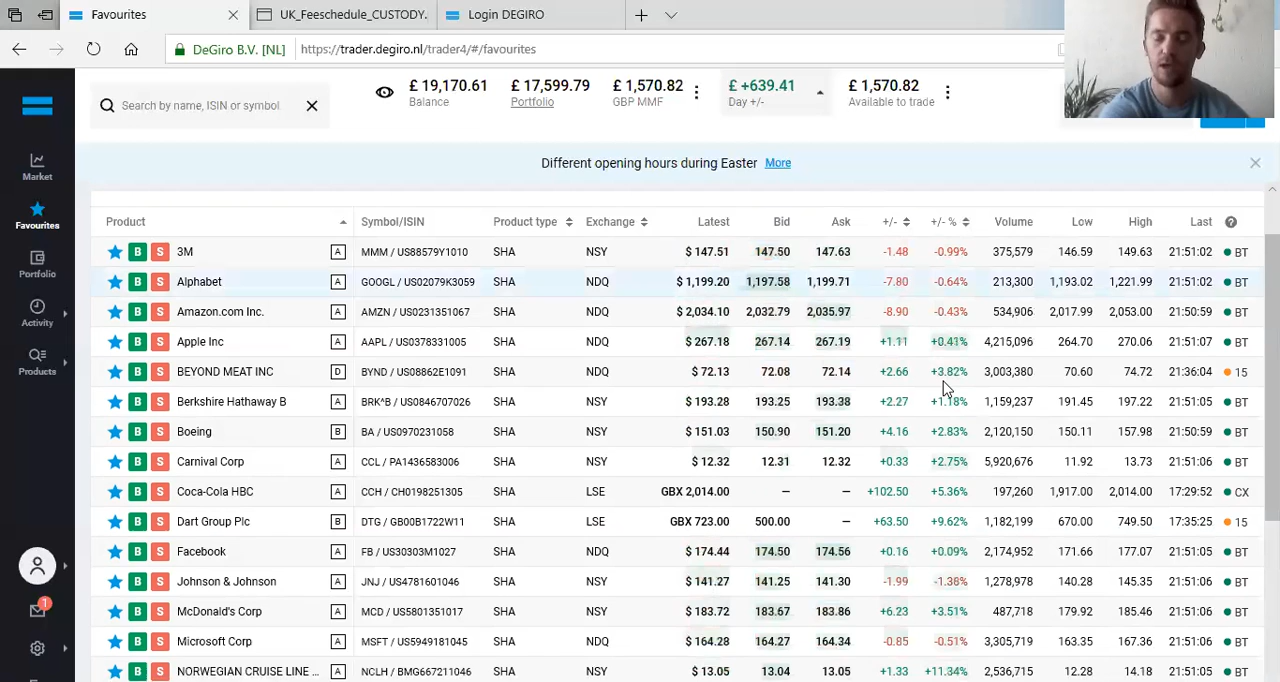 Favourites
UK_Feeschedule_CUSTODY.
Login DEGIRO
DeGiro B.V. [NL]
https://trader.degiro.nl/trader4/#/favourites
Search by name, ISIN or symbol
£ 19,170.61 £ 17,599.79 £ 1,570.82 £ +639.41 £ 1,570.82
Balance Portfolio GBP MMF Day +/- Available to trade
Different opening hours during Easter More
Market
Favourites
Portfolio
Activity
Products
1
Product Symbol/ISIN Product type Exchange Latest Bid Ask +/- +/- % Volume Low High Last ?
B S 3M A MMM / US88579Y1010 SHA NSY $ 147.51 147.50 147.63 -1.48 -0.99% 375,579 146.59 149.63 21:51:02 BT
B S Alphabet A GOOGL / US02079K3059 SHA NDQ $ 1,199.20 1,197.58 1,199.71 -7.80 -0.64% 213,300 1,193.02 1,221.99 21:51:02 BT
B S Amazon.com Inc. A AMZN / US0231351067 SHA NDQ $ 2,034.10 2,032.79 2,035.97 -8.90 -0.43% 534,906 2,017.99 2,053.00 21:50:59 BT
B S Apple Inc A AAPL / US0378331005 SHA NDQ $ 267.18 267.14 267.19 +1.11 +0.41% 4,215,096 264.70 270.06 21:51:07 BT
B S BEYOND MEAT INC D BYND / US08862E1091 SHA NDQ $ 72.13 72.08 72.14 +2.66 +3.82% 3,003,380 70.60 74.72 21:36:04 15
B S Berkshire Hathaway B A BRK^B / US0846707026 SHA NSY $ 193.28 193.25 193.38 +2.27 +1.18% 1,159,237 191.45 197.22 21:51:05 BT
B S Boeing B BA / US0970231058 SHA NSY $ 151.03 150.90 151.20 +4.16 +2.83% 2,120,150 150.11 157.98 21:50:59 BT
B S Carnival Corp A CCL / PA1436583006 SHA NSY $ 12.32 12.31 12.32 +0.33 +2.75% 5,920,676 11.92 13.73 21:51:06 BT
B S Coca-Cola HBC A CCH / CH0198251305 SHA LSE GBX 2,014.00 — — +102.50 +5.36% 197,260 1,917.00 2,014.00 17:29:52 CX
B S Dart Group Plc B DTG / GB00B1722W11 SHA LSE GBX 723.00 500.00 — +63.50 +9.62% 1,182,199 670.00 749.50 17:35:25 15
B S Facebook A FB / US30303M1027 SHA NDQ $ 174.44 174.50 174.56 +0.16 +0.09% 2,174,952 171.66 177.07 21:51:05 BT
B S Johnson & Johnson A JNJ / US4781601046 SHA NSY $ 141.27 141.25 141.30 -1.99 -1.38% 1,278,978 140.28 145.35 21:51:05 BT
B S McDonald's Corp A MCD / US5801351017 SHA NSY $ 183.72 183.67 183.86 +6.23 +3.51% 487,718 179.92 185.46 21:51:06 BT
B S Microsoft Corp A MSFT / US5949181045 SHA NDQ $ 164.28 164.27 164.34 -0.85 -0.51% 3,305,719 163.35 167.36 21:51:06 BT
B S NORWEGIAN CRUISE LINE ... A NCLH / BMG667211046 SHA NSY $ 13.05 13.04 13.05 +1.33 +11.34% 2,536,715 12.28 14.18 21:51:06 BT